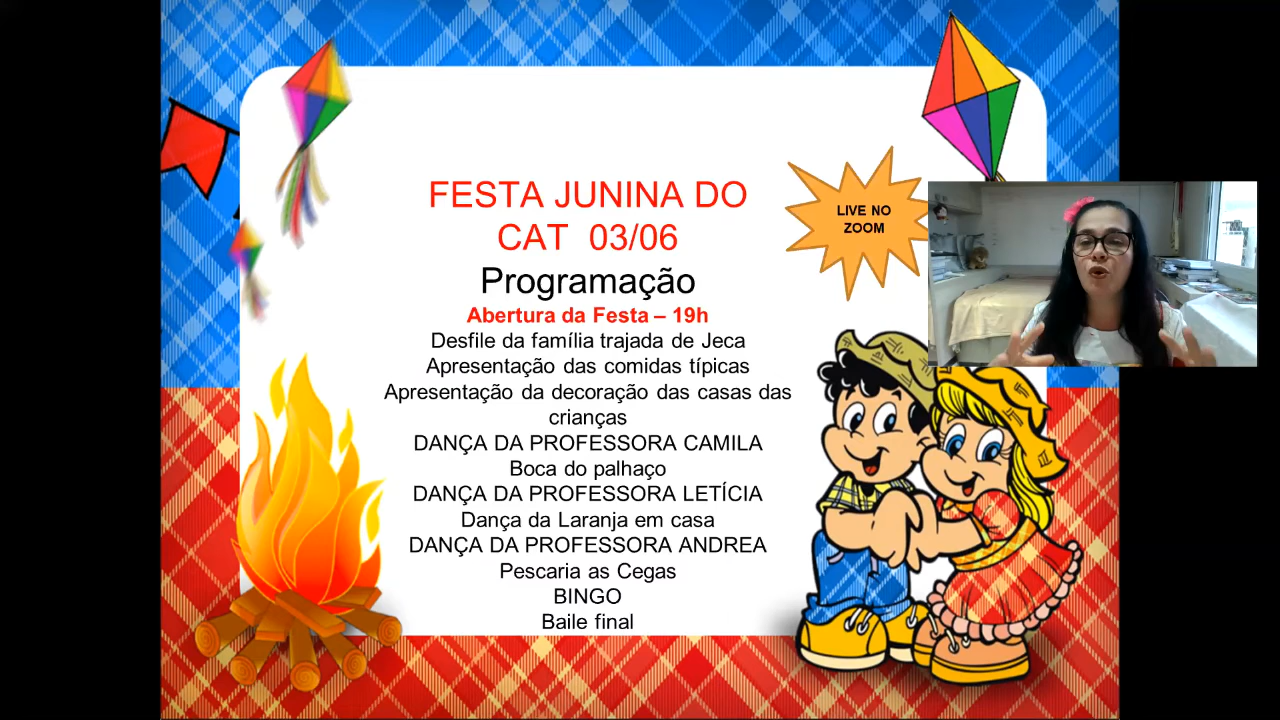 FESTA JUNINA DO
CAT 03/06
Programação
Abertura da Festa – 19h
Desfile da família trajada de Jeca
Apresentação das comidas típicas
Apresentação da decoração das casas das
crianças
DANÇA DA PROFESSORA CAMILA
Boca do palhaço
DANÇA DA PROFESSORA LETÍCIA
Dança da Laranja em casa
DANÇA DA PROFESSORA ANDREA
Pescaria as Cegas
BINGO
Baile final
LIVE NO
ZOOM